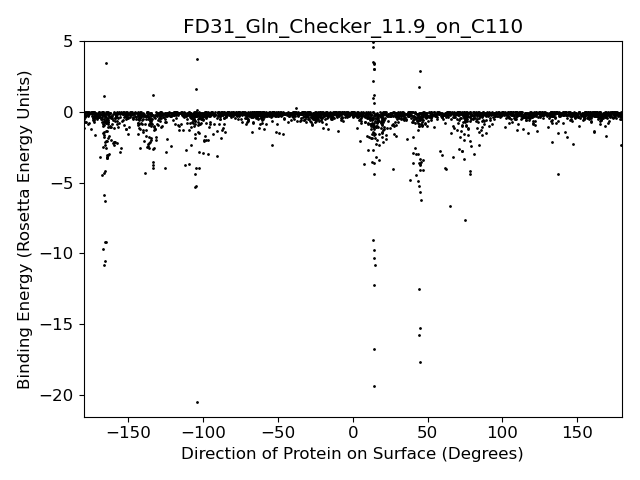 FD31_Gln_Checker_11.9_on_C110
Binding Energy (Rosetta Energy Units)
5
0
−5
−10
−15
−20
−150 −100 −50 0 50 100 150
Direction of Protein on Surface (Degrees)